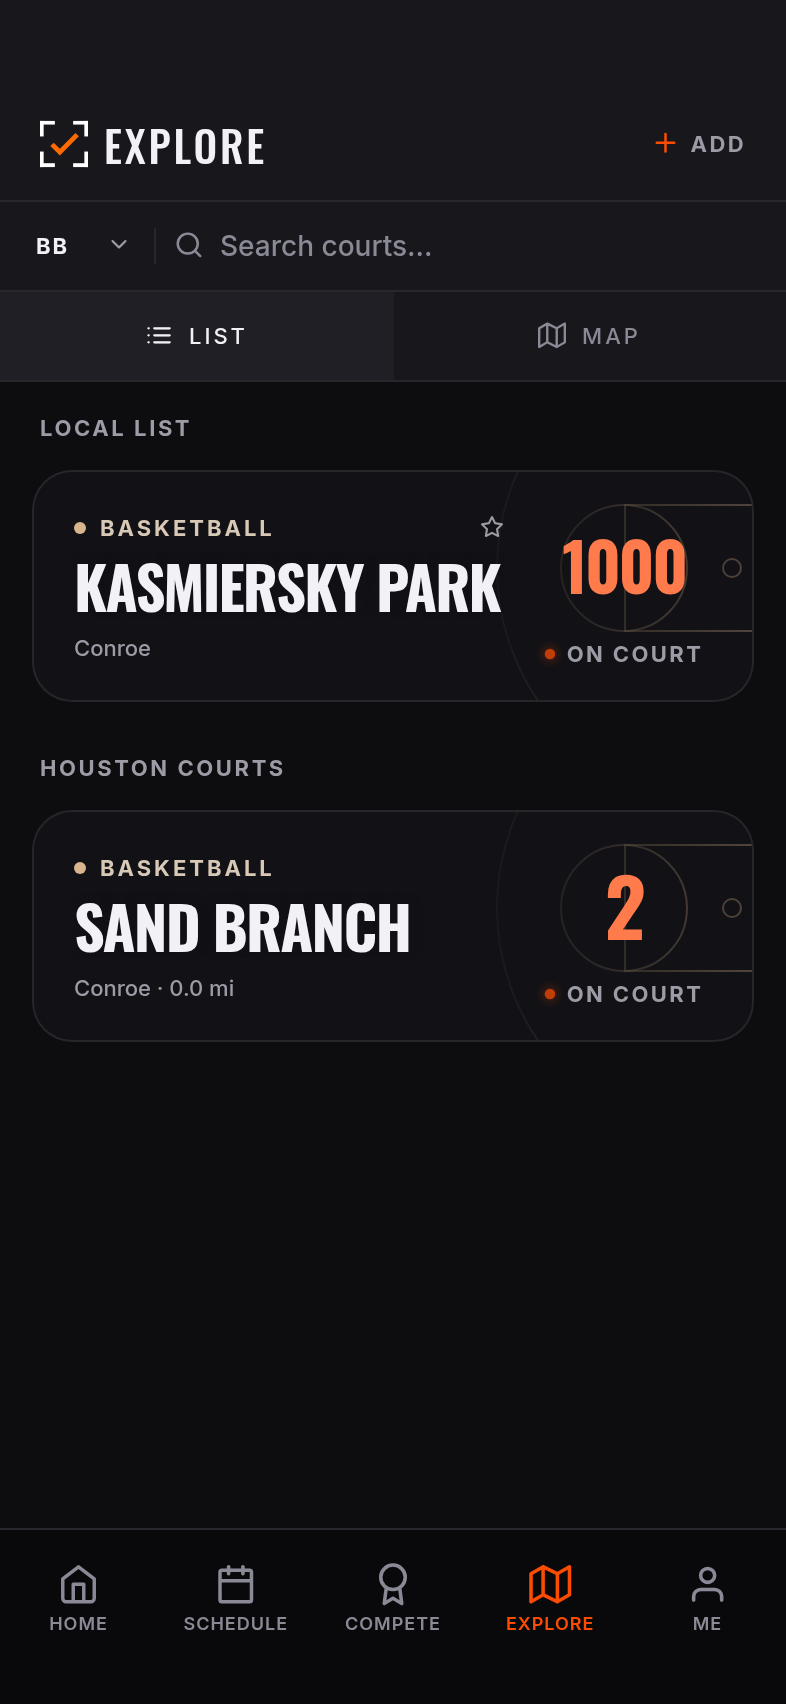 EXPLORE
ADD
BB
Search courts...
LIST
MAP
LOCAL LIST
BASKETBALL
KASMIERSKY PARK
Conroe
1000
ON COURT
HOUSTON COURTS
BASKETBALL
SAND BRANCH
Conroe · 0.0 mi
2
ON COURT
HOME
SCHEDULE
COMPETE
EXPLORE
ME